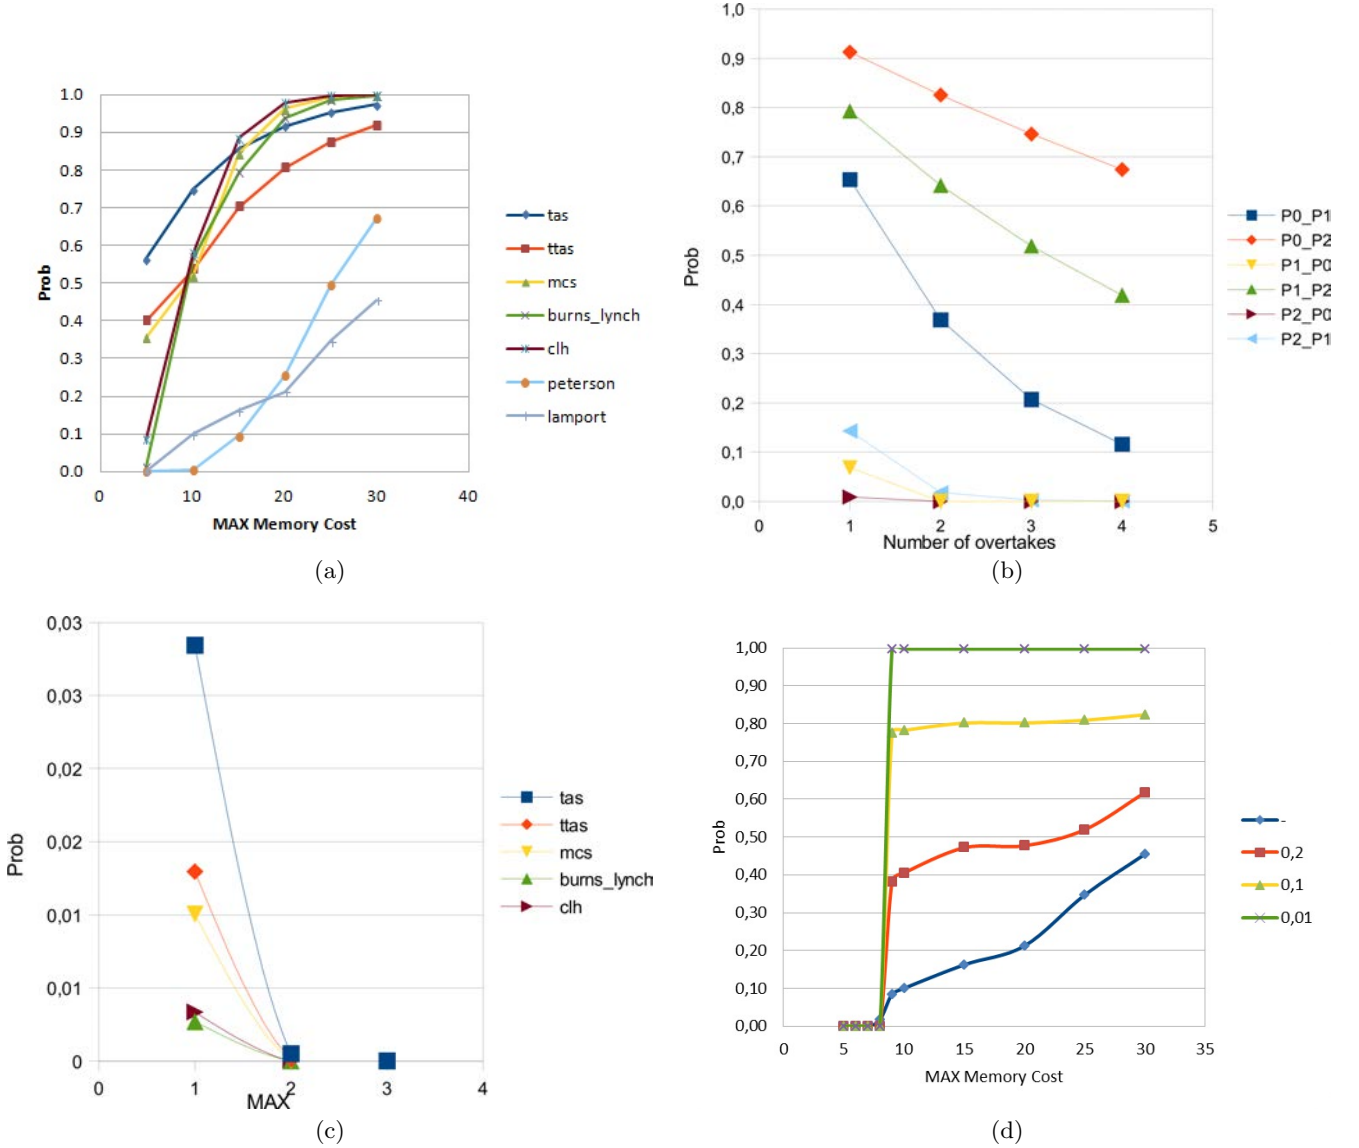 1.0
0.9
0.8
0.7
0.6
0.5
0.4
0.3
0.2
0.1
0.0
0 10 20 30 40
Prob
MAX Memory Cost
tas
ttas
mcs
burns_lynch
clh
peterson
lamport
(a)
1,0
0,9
0,8
0,7
0,6
0,5
0,4
0,3
0,2
0,1
0,0
0 1 2 3 4 5
Prob
Number of overtakes
P0_P1
P0_P2
P1_P0
P1_P2
P2_P0
P2_P1
(b)
0,03
0,03
0,02
0,02
0,01
0,01
0
0 1 2 3 4
Prob
MAX
tas
ttas
mcs
burns_lynch
clh
(c)
1,00
0,90
0,80
0,70
0,60
0,50
0,40
0,30
0,20
0,10
0,00
0 5 10 15 20 25 30 35
Prob
MAX Memory Cost
-
0,2
0,1
0,01
(d)